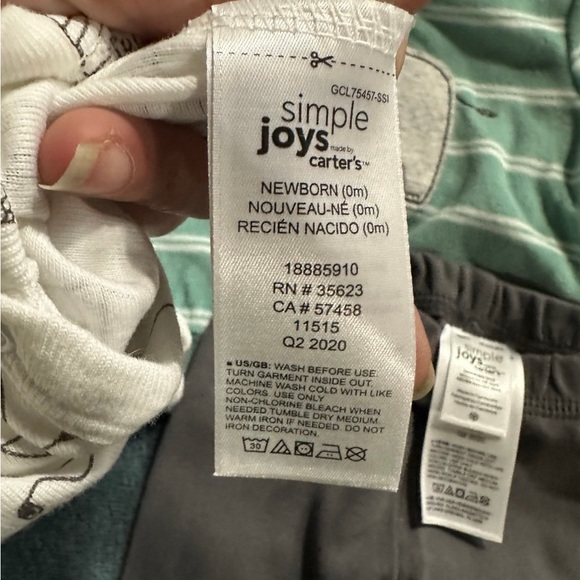 GCL75457-SS1
simple
joys made by
carter's™
NEWBORN (0m)
NOUVEAU-NÉ (0m)
RECIÉN NACIDO (0m)
18885910
RN # 35623
CA # 57458
11515
Q2 2020
■ US/GB: WASH BEFORE USE.
TURN GARMENT INSIDE OUT.
MACHINE WASH COLD WITH LIKE
COLORS. USE ONLY
NON-CHLORINE BLEACH WHEN
NEEDED.TUMBLE DRY MEDIUM.
WARM IRON IF NEEDED. DO NOT
IRON DECORATION.
30
simple
joys
carter's